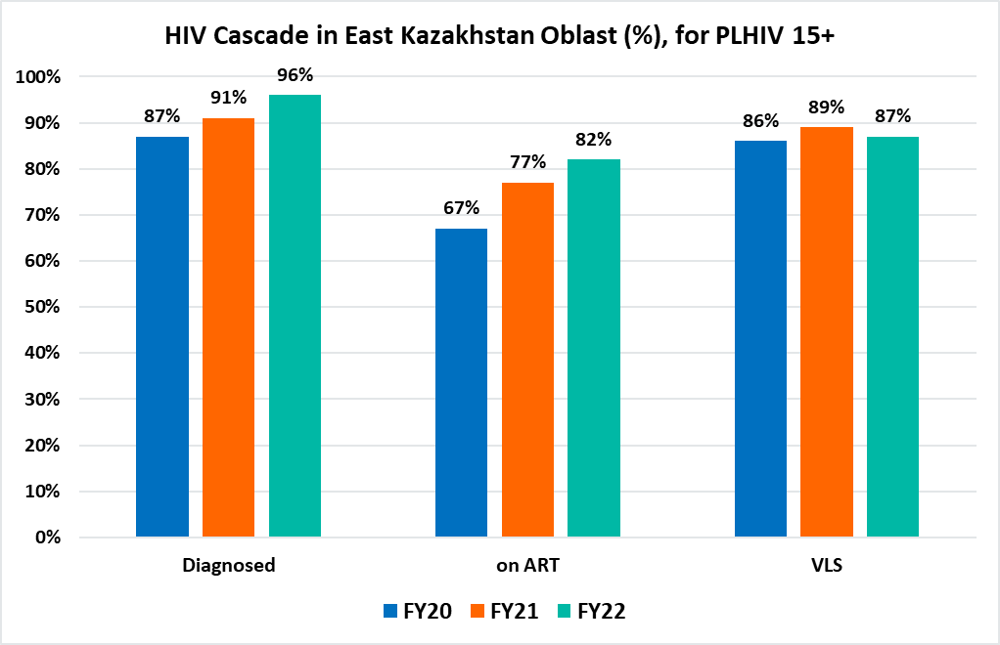 HIV Cascade in East Kazakhstan Oblast (%), for PLHIV 15+
100%
90%
80%
70%
60%
50%
40%
30%
20%
10%
0%
87%
91%
96%
67%
77%
82%
86%
89%
87%
Diagnosed
on ART
VLS
FY20
FY21
FY22